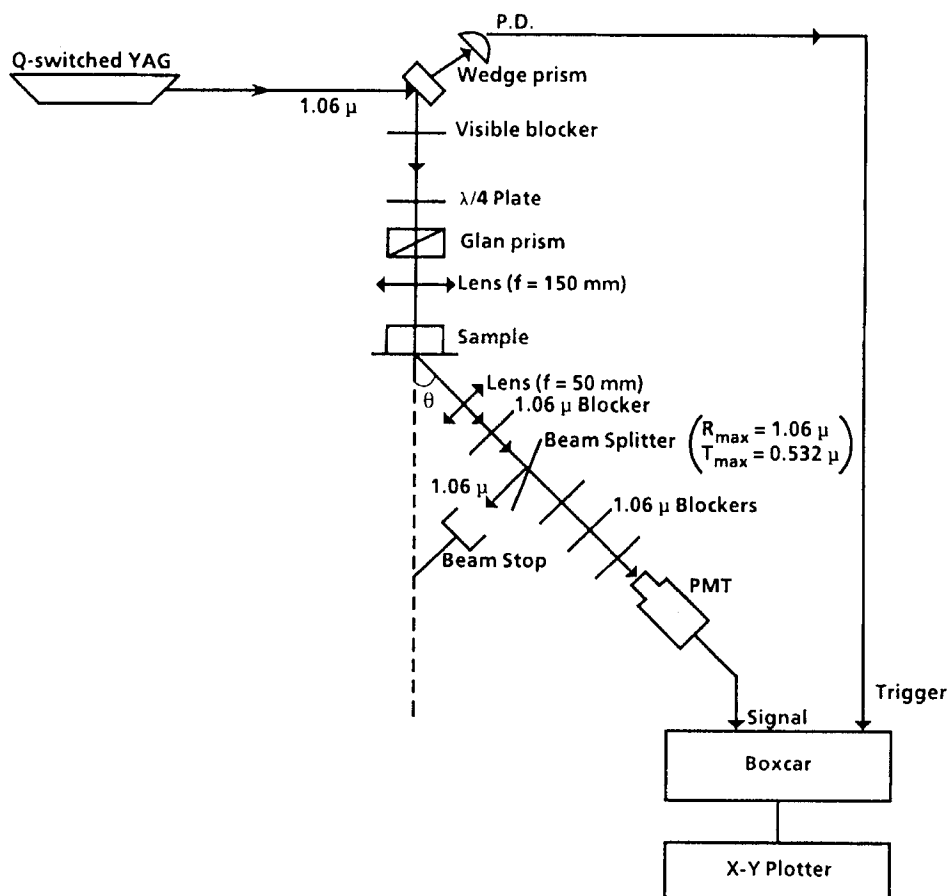 P.D.
Q-switched YAG
Wedge prism
1.06 μ
Visible blocker
λ/4 Plate
Glan prism
Lens (f = 150 mm)
Sample
θ
Lens (f = 50 mm)
1.06 μ Blocker
Beam Splitter
R_max = 1.06 μ
T_max = 0.532 μ
1.06 μ
1.06 μ Blockers
Beam Stop
PMT
Trigger
Signal
Boxcar
X-Y Plotter